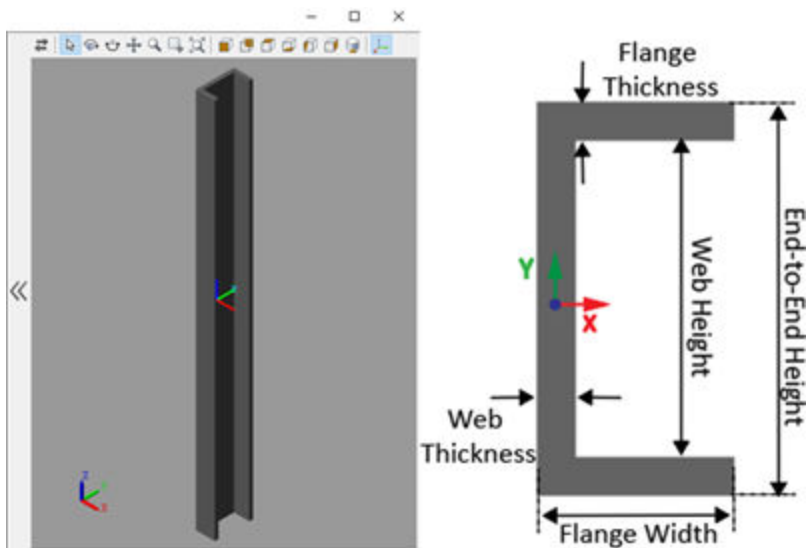 Flange
Thickness
Y
X
Web Height
End-to-End Height
Web
Thickness
Flange Width
Z
X